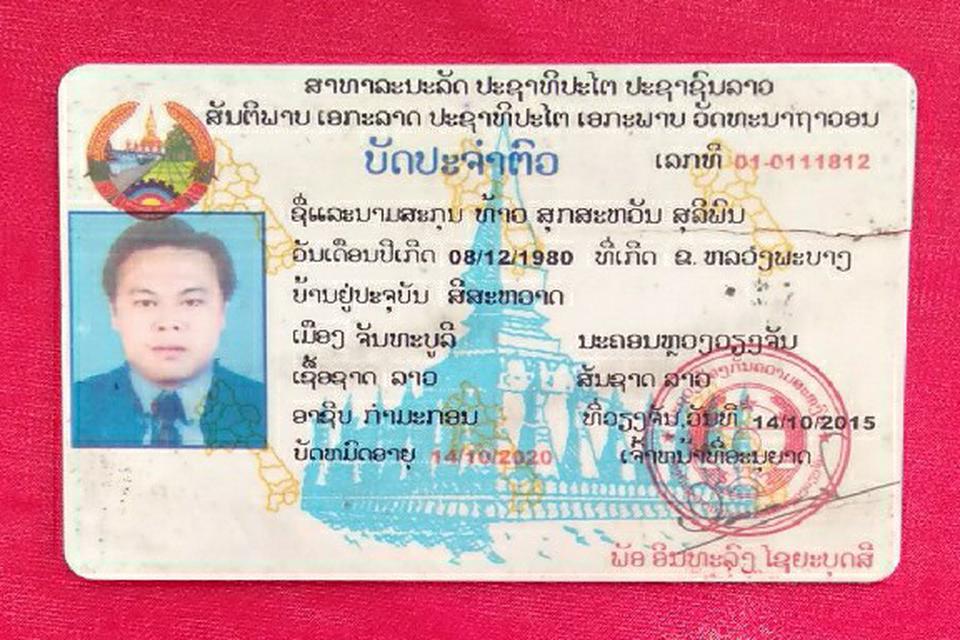 ສາທາລະນະລັດ ປະຊາທິປະໄຕ ປະຊາຊົນລາວ
ສັນຕິພາບ ເອກະລາດ ປະຊາທິປະໄຕ ເອກະພາບ ວັດທະນາຖາວອນ
ບັດປະຈຳຕົວ ເລກທີ 01-0111812
ຊື່ແລະນາມສະກຸນ ທ້າວ ສຸກສະຫວັນ ສຸລີພົນ
ວັນເດືອນປີເກີດ 08/12/1980 ທີ່ເກີດ ຂ. ຫລວງພະບາງ
ບ້ານຢູ່ປະຈຸບັນ ສີສະຫວາດ
ເມືອງ ຈັນທະບູລີ ນະຄອນຫຼວງວຽງຈັນ
ເຊື້ອຊາດ ລາວ ສັນຊາດ ລາວ
ອາຊິບ ກຳມະກອນ ທີ່ວຽງຈັນ,ວັນທີ 14/10/2015
ບັດຫມົດອາຍຸ 14/10/2020 ເຈົ້າຫນ້າທີ່ອະນຸຍາດ
ພັອ ອິນທະລົງ ໄຊຍະບຸດສີ